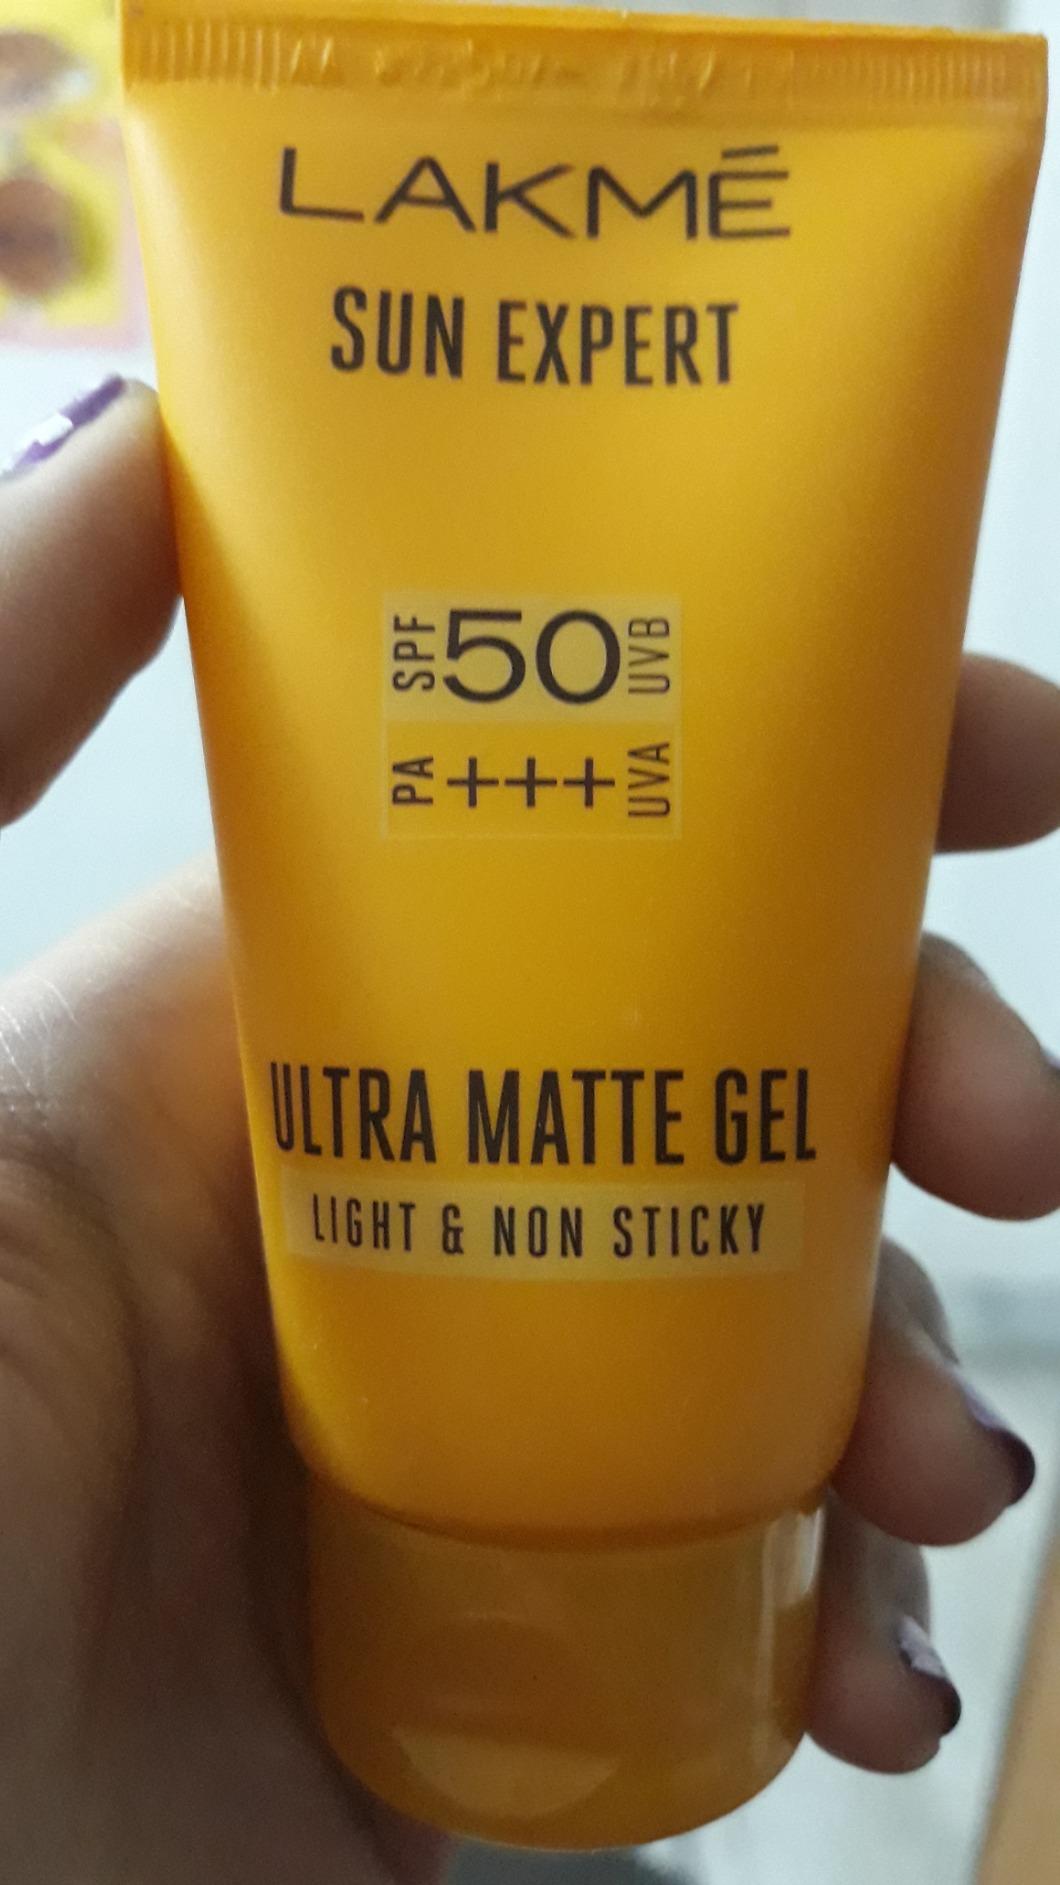 LAKMÉ
SUN EXPERT
SPF 50 UVB
PA +++ UVA
ULTRA MATTE GEL
LIGHT & NON STICKY